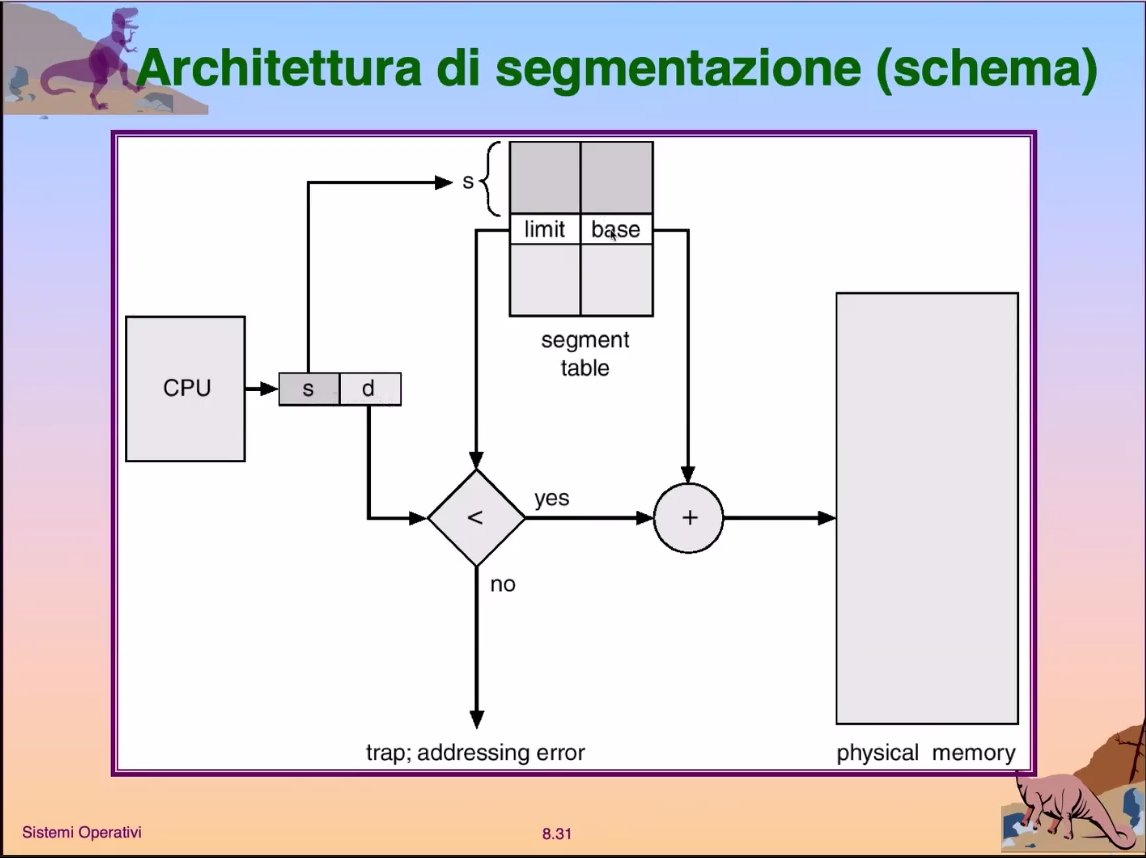 Architettura di segmentazione (schema)
s
limit base
segment
table
CPU
s d
<
yes
+
no
trap; addressing error
physical memory
Sistemi Operativi
8.31